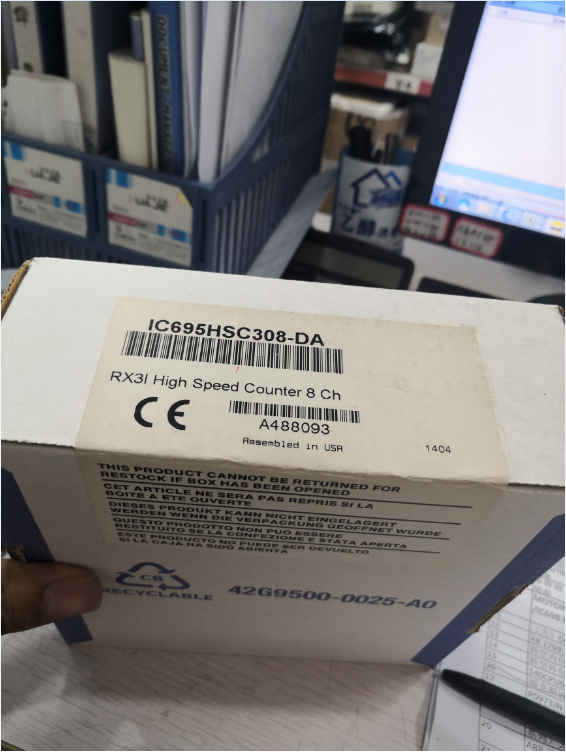 DOCUMENT
乙醇
IC695HSC308-DA
RX3I High Speed Counter 8 Ch
CE
A488093
Assembled in USA
1404
THIS PRODUCT CANNOT BE RETURNED FOR
RESTOCK IF BOX HAS BEEN OPENED
CET ARTICLE NE SERA PAS REPRIS SI LA
BOITE A ETE OUVERTE
DIESES PRODUKT KANN NICHT EINGELAGERT
WERDEN WENN DIE VERPACKUNG GEOFFNET WURDE
QUESTO PRODOTTO NON PUO ESSERE
RESTITUITO SE LA CONFEZIONE E STATA APERTA
ESTE PRODUCTO NO PUEDE SER DEVUELTO
SI LA CAJA HA SIDO ABIERTA
CB
RECYCLABLE
42G9500-0025-A0